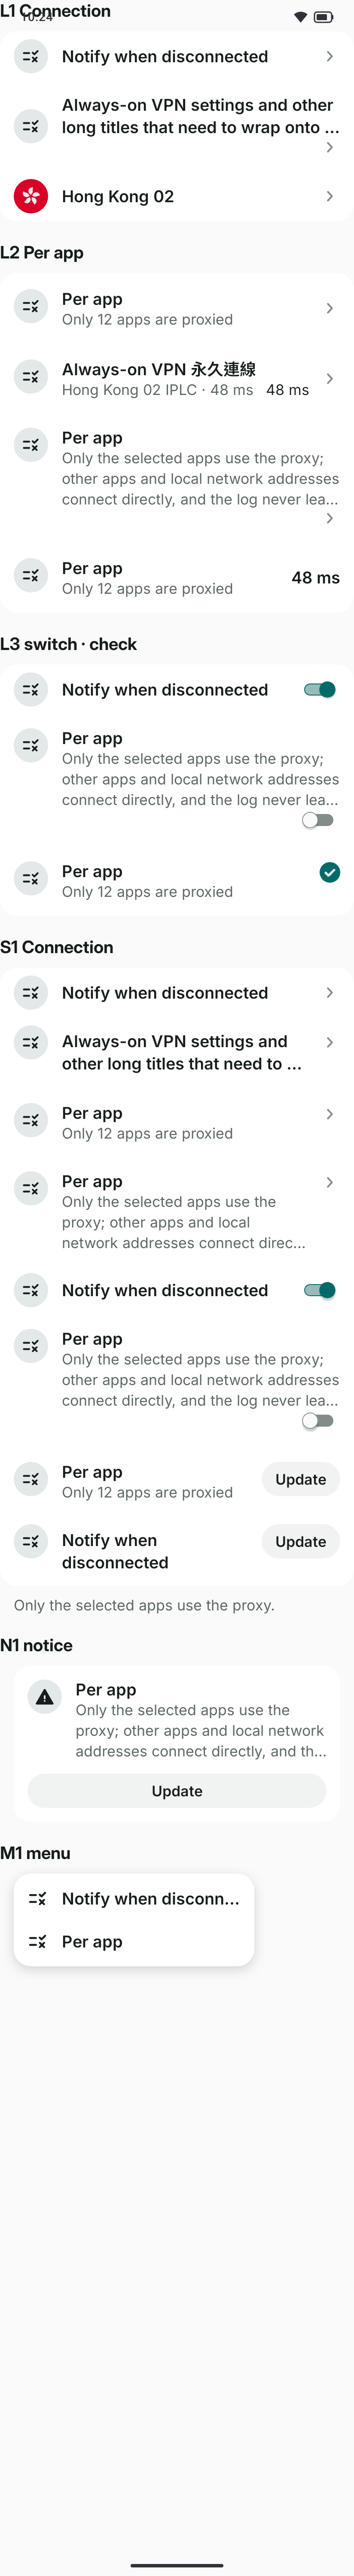 L1 Connection
10:24
Notify when disconnected
Always-on VPN settings and other
long titles that need to wrap onto ...
Hong Kong 02
L2 Per app
Per app
Only 12 apps are proxied
Always-on VPN 永久連線
Hong Kong 02 IPLC · 48 ms 48 ms
Per app
Only the selected apps use the proxy;
other apps and local network addresses
connect directly, and the log never lea...
Per app
Only 12 apps are proxied
48 ms
L3 switch · check
Notify when disconnected
Per app
Only the selected apps use the proxy;
other apps and local network addresses
connect directly, and the log never lea...
Per app
Only 12 apps are proxied
S1 Connection
Notify when disconnected
Always-on VPN settings and
other long titles that need to ...
Per app
Only 12 apps are proxied
Per app
Only the selected apps use the
proxy; other apps and local
network addresses connect direc...
Notify when disconnected
Per app
Only the selected apps use the proxy;
other apps and local network addresses
connect directly, and the log never lea...
Per app
Only 12 apps are proxied
Update
Notify when
disconnected
Update
Only the selected apps use the proxy.
N1 notice
Per app
Only the selected apps use the
proxy; other apps and local network
addresses connect directly, and th...
Update
M1 menu
Notify when disconn...
Per app